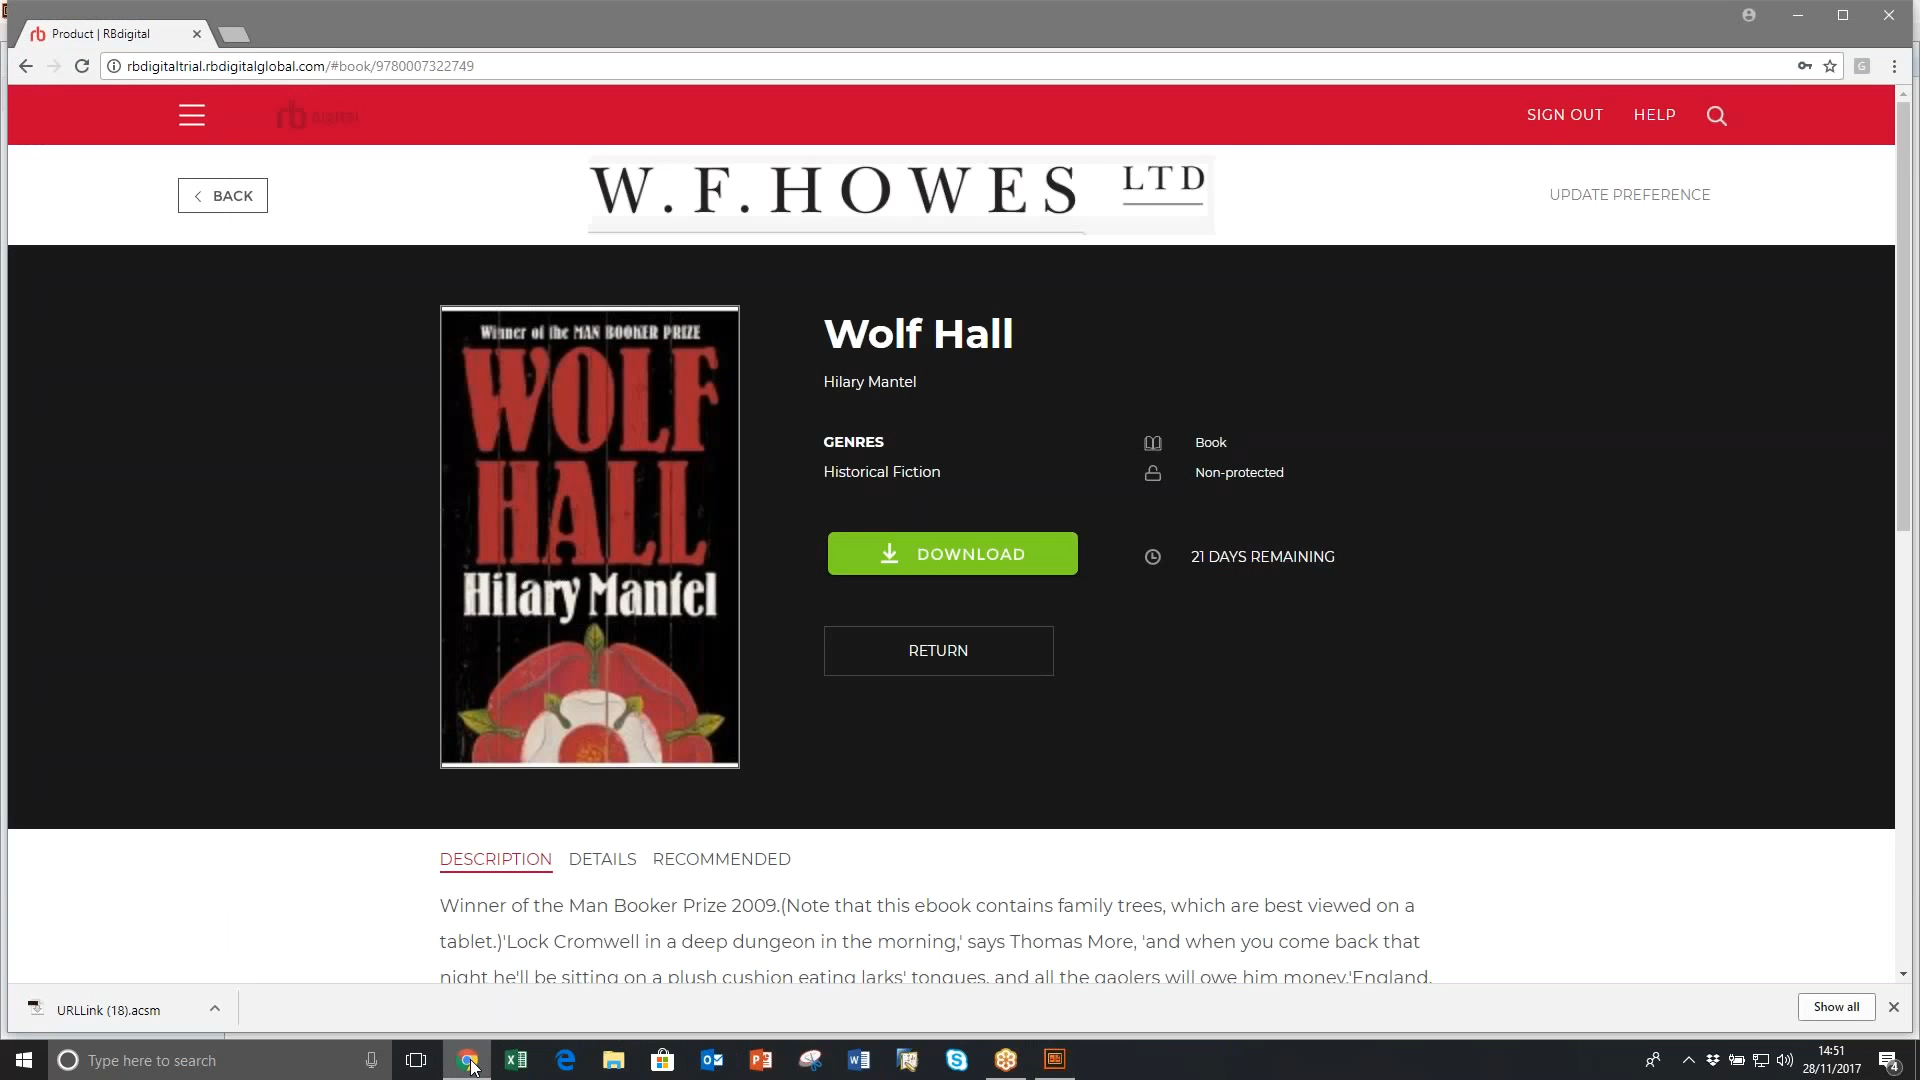 Product | RBdigital
rbdigitaltrial.rbdigitalglobal.com/#book/9780007322749
rb digital
SIGN OUT
HELP
BACK
W.F.HOWES LTD
UPDATE PREFERENCE
Winner of the MAN BOOKER PRIZE
WOLF
HALL
Hilary Mantel
Wolf Hall
Hilary Mantel
GENRES
Book
Historical Fiction
Non-protected
DOWNLOAD
21 DAYS REMAINING
RETURN
DESCRIPTION DETAILS RECOMMENDED
Winner of the Man Booker Prize 2009.(Note that this ebook contains family trees, which are best viewed on a
tablet.)'Lock Cromwell in a deep dungeon in the morning,' says Thomas More, 'and when you come back that
night he'll be sitting on a plush cushion eating larks' tongues, and all the gaolers will owe him money.'England,
URLLink (18).acsm
Show all
Type here to search
14:51
28/11/2017
4